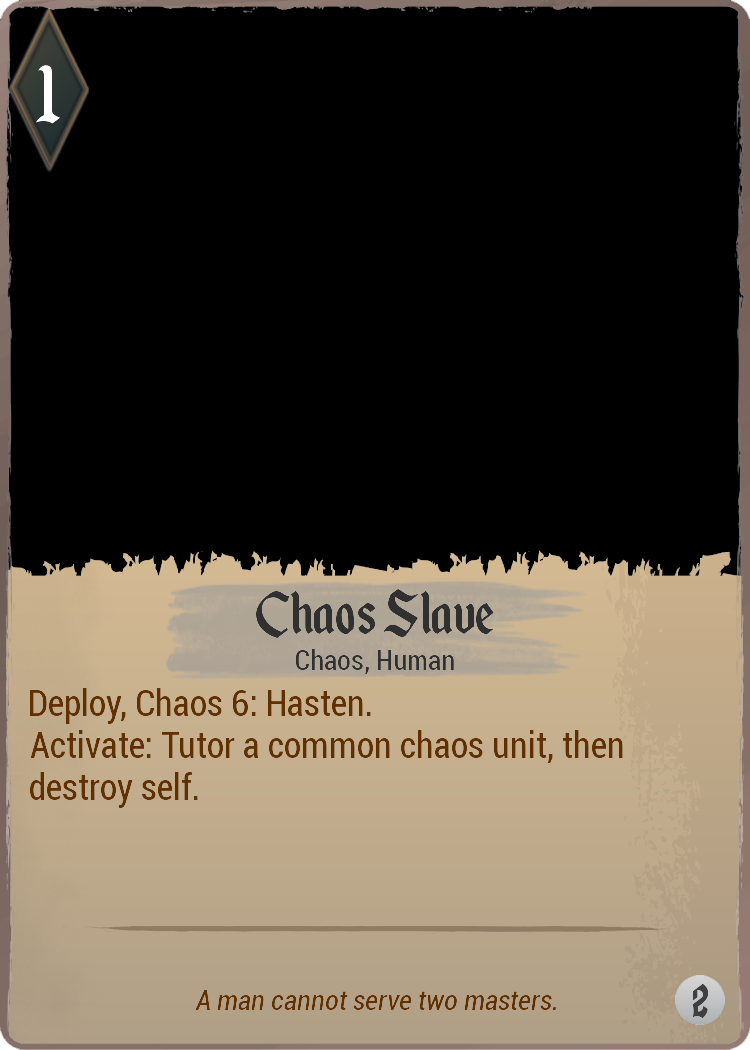 1
Chaos Slave
Chaos, Human
Deploy, Chaos 6: Hasten.
Activate: Tutor a common chaos unit, then
destroy self.
A man cannot serve two masters.
2